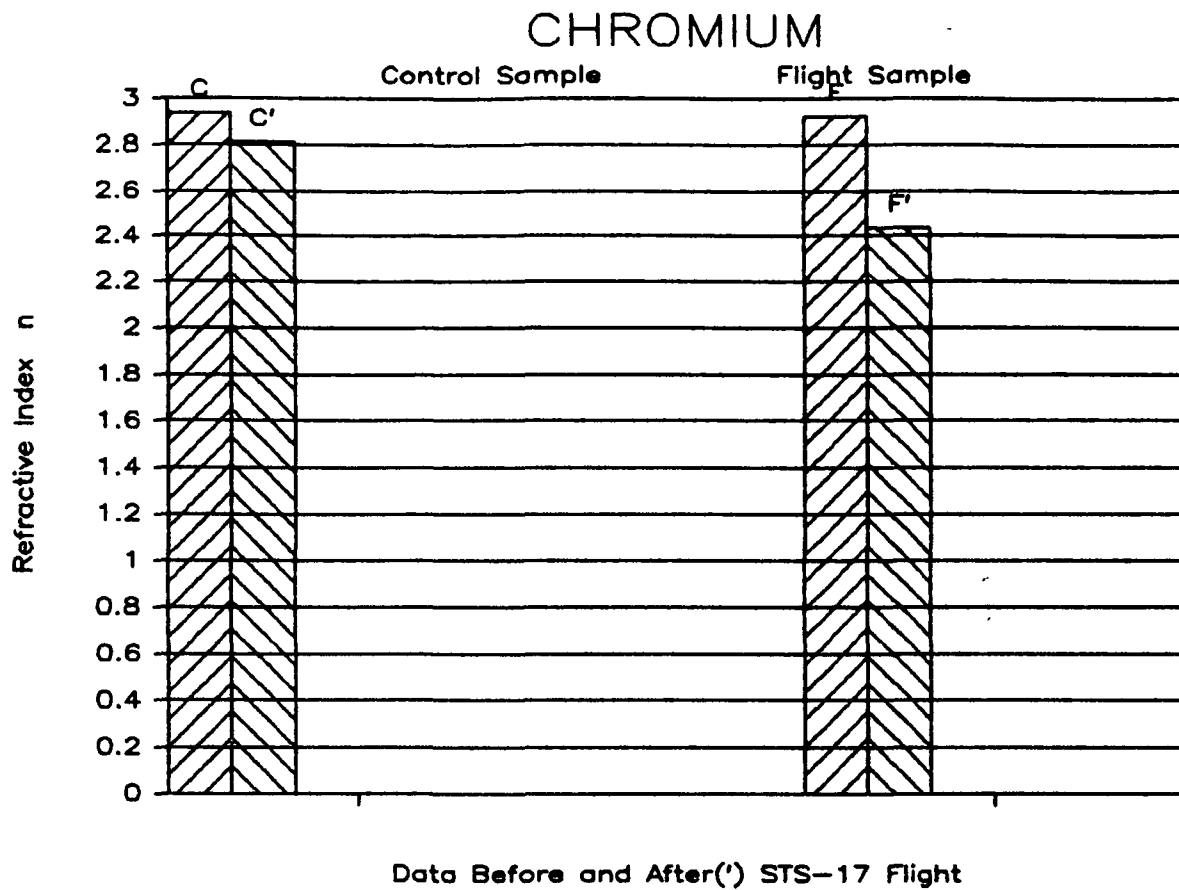 CHROMIUM
Control Sample Flight Sample
C
C'
F
F'
3
2.8
2.6
2.4
2.2
2
1.8
1.6
1.4
1.2
1
0.8
0.6
0.4
0.2
0
Refractive Index n
Data Before and After(') STS-17 Flight